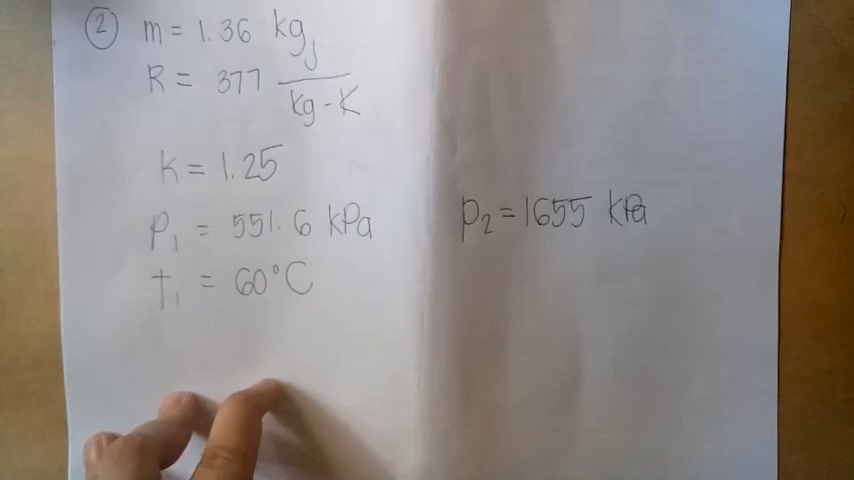 ② m = 1.36 kg
J
R = 377 kg-K
k = 1.25
P₁ = 551.6 kPa
P₂ = 1655 kPa
t₁ = 60°C